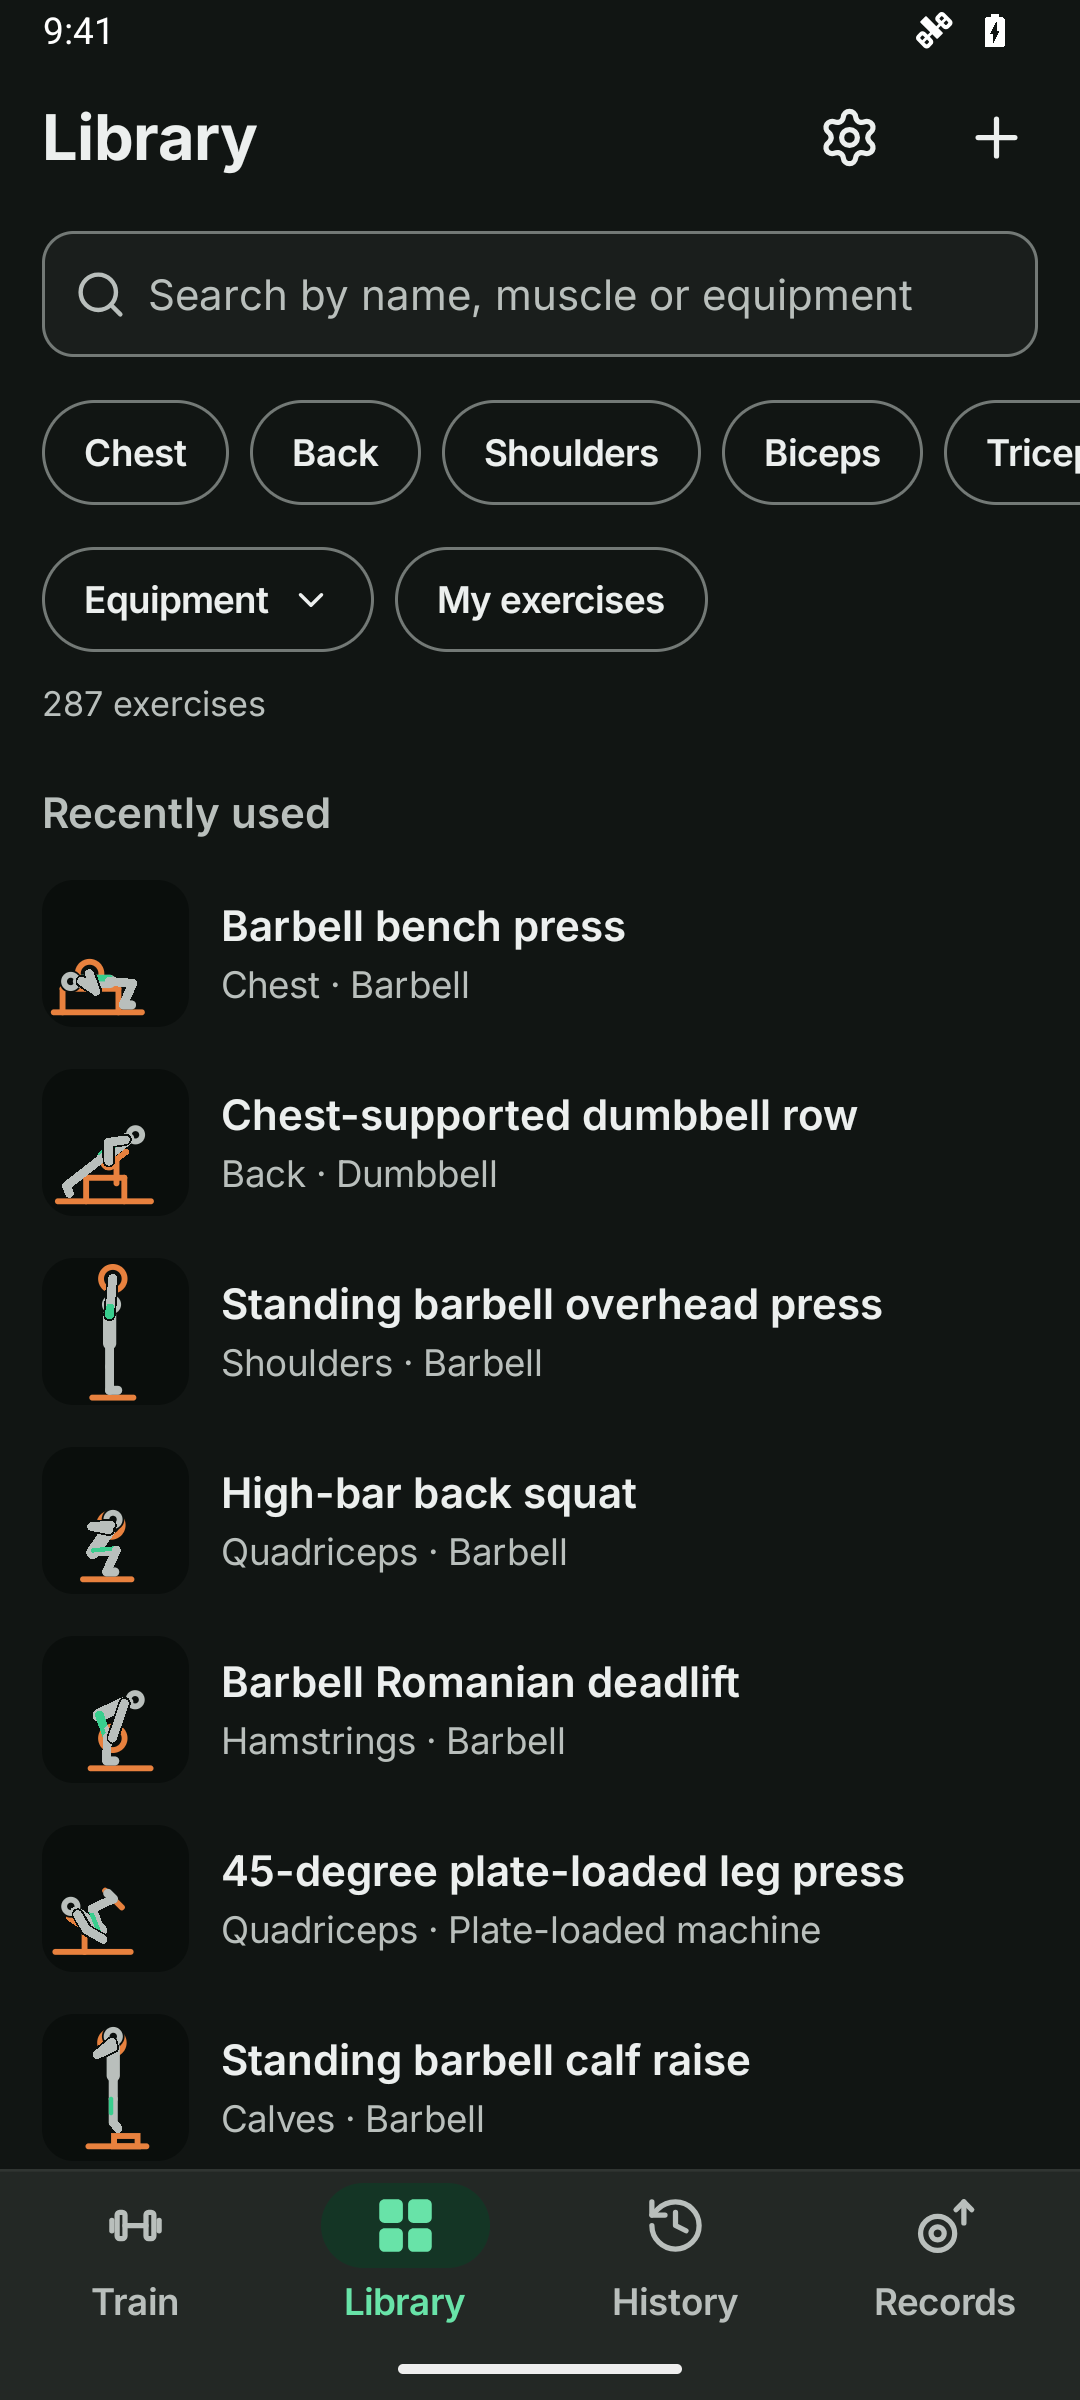 9:41
Library
Search by name, muscle or equipment
Chest
Back
Shoulders
Biceps
Tricep
Equipment
My exercises
287 exercises
Recently used
Barbell bench press
Chest · Barbell
Chest-supported dumbbell row
Back · Dumbbell
Standing barbell overhead press
Shoulders · Barbell
High-bar back squat
Quadriceps · Barbell
Barbell Romanian deadlift
Hamstrings · Barbell
45-degree plate-loaded leg press
Quadriceps · Plate-loaded machine
Standing barbell calf raise
Calves · Barbell
Train
Library
History
Records